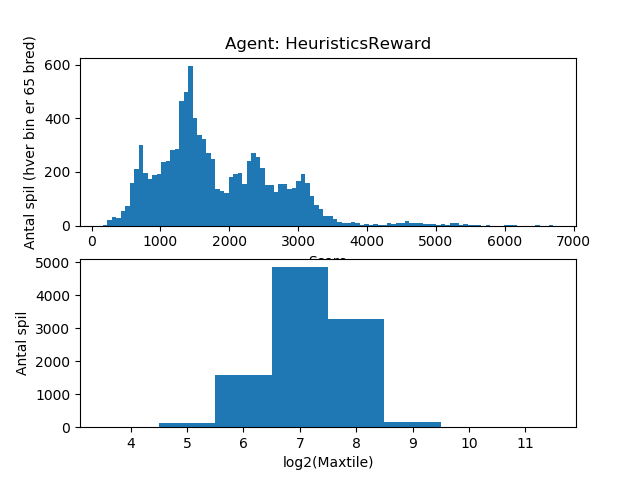 Agent: HeuristicsReward
Antal spil (hver bin er 65 bred)
600
400
200
0
0 1000 2000 3000 4000 5000 6000 7000
Antal spil
5000
4000
3000
2000
1000
0
4 5 6 7 8 9 10 11
log2(Maxtile)